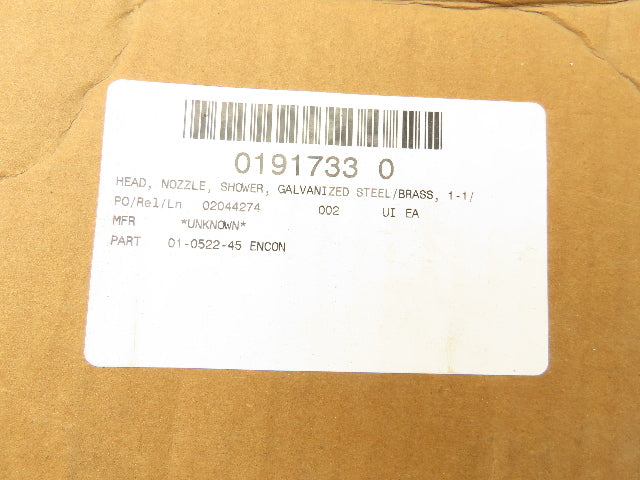 0191733 0
HEAD, NOZZLE, SHOWER, GALVANIZED STEEL/BRASS, 1-1/
PO/Rel/Ln 02044274 002 UI EA
MFR *UNKNOWN*
PART 01-0522-45 ENCON